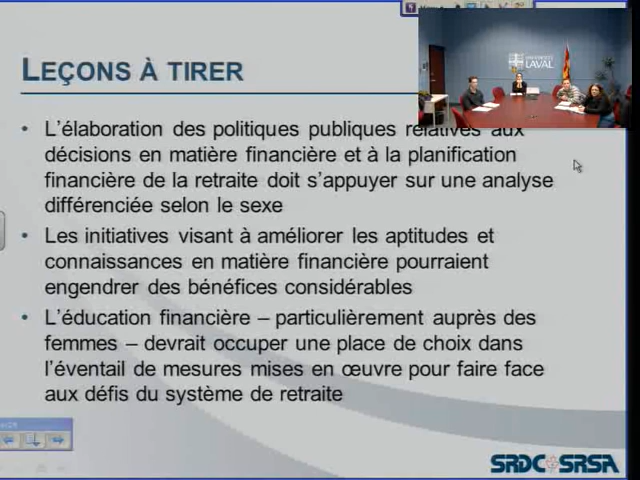 LEÇONS À TIRER
UNIVERSITÉ
LAVAL
• L'élaboration des politiques publiques relatives aux
décisions en matière financière et à la planification
financière de la retraite doit s'appuyer sur une analyse
différenciée selon le sexe
• Les initiatives visant à améliorer les aptitudes et
connaissances en matière financière pourraient
engendrer des bénéfices considérables
• L'éducation financière – particulièrement auprès des
femmes – devrait occuper une place de choix dans
l'éventail de mesures mises en œuvre pour faire face
aux défis du système de retraite
SRDC SRSA